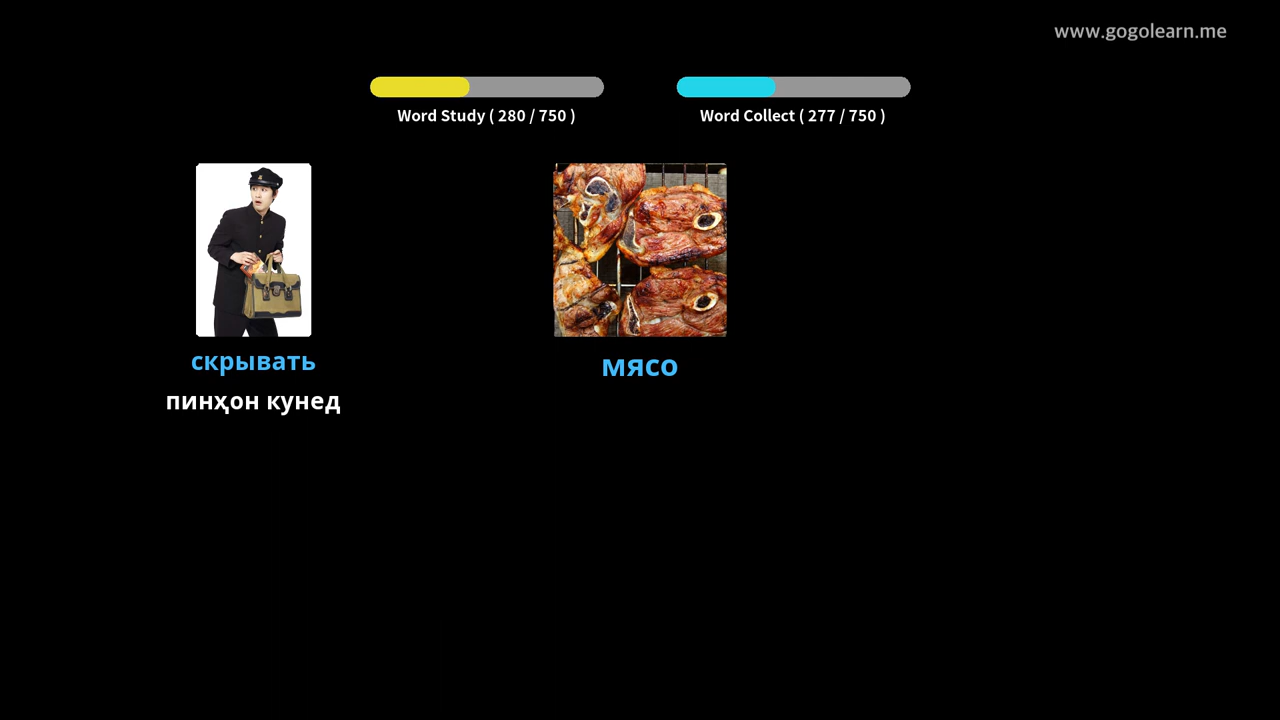 www.gogolearn.me
Word Study ( 280 / 750 )
Word Collect ( 277 / 750 )
скрывать
пинҳон кунед
мясо